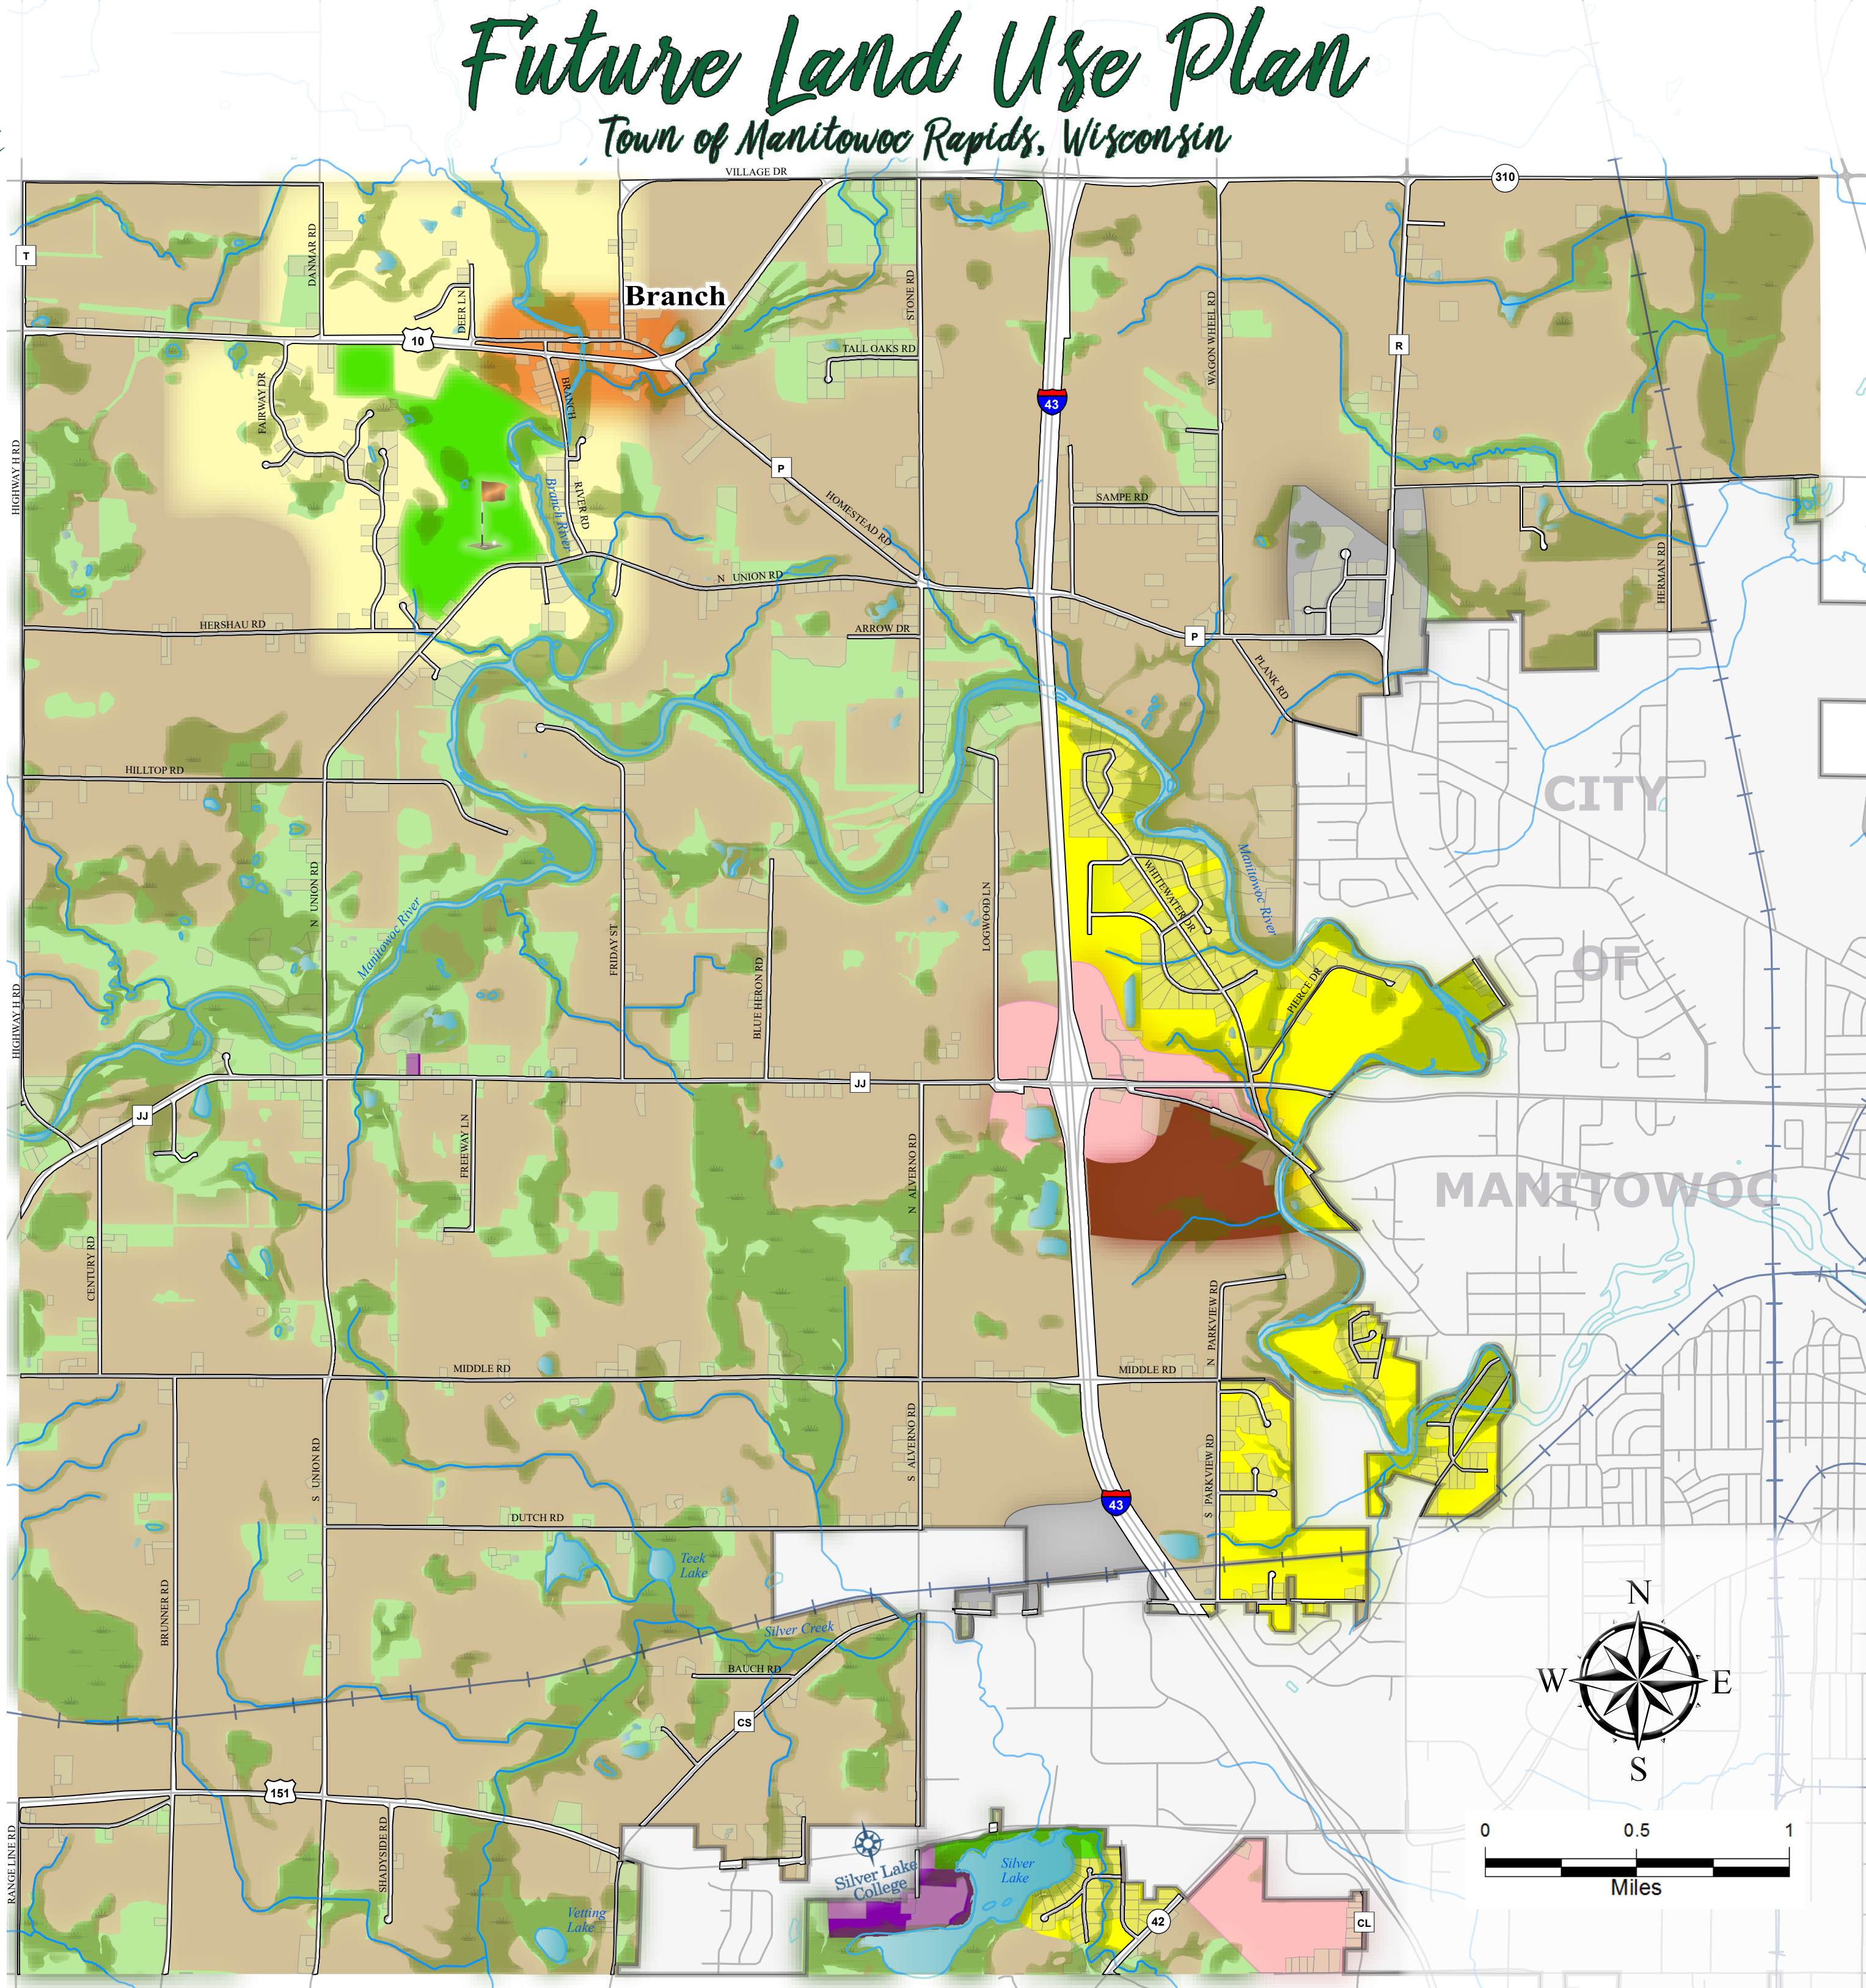 Future Land Use Plan
Town of Manitowoc Rapids, Wisconsin
VILLAGE DR
310
T
DANMAR RD
DEER LN
Branch
STONE RD
WAGON WHEEL RD
10
TALL OAKS RD
R
FAIRWAY DR
BRANCH
43
HIGHWAY H RD
P
RIVER RD
Branch River
HOMESTEAD RD
SAMPE RD
N UNION RD
HERMAN RD
HERSHAU RD
ARROW DR
P
PLANK RD
HILLTOP RD
CITY
N UNION RD
Manitowoc River
FRIDAY ST
LOGWOOD LN
WHITEWATER DR
Manitowoc River
OF
HIGHWAY H RD
BLUE HERON RD
PIERCE DR
JJ
JJ
FREEWAY LN
N ALVERNO RD
MANITOWOC
CENTURY RD
N PARKVIEW RD
MIDDLE RD
MIDDLE RD
S UNION RD
S ALVERNO RD
S PARKVIEW RD
43
DUTCH RD
Teek
Lake
BRUNNER RD
Silver Creek
BAUCH RD
CS
N
W
E
S
151
SHADYSIDE RD
RANGE LINE RD
Silver Lake
College
Silver
Lake
Vetting
Lake
42
CL
0
0.5
1
Miles